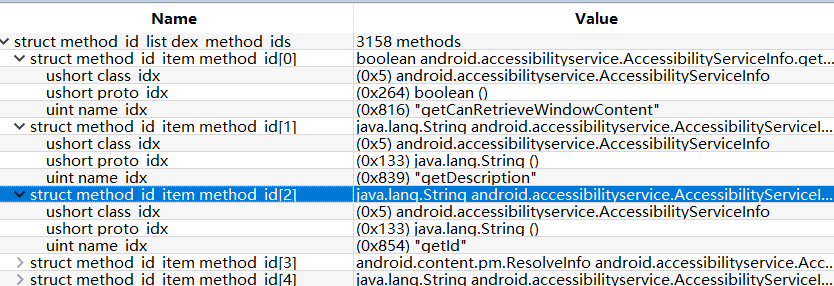 Name Value
struct method_id_list dex_method_ids 3158 methods
struct method_id_item method_id[0] boolean android.accessibilityservice.AccessibilityServiceInfo.get...
ushort class_idx (0x5) android.accessibilityservice.AccessibilityServiceInfo
ushort proto_idx (0x264) boolean ()
uint name_idx (0x816) "getCanRetrieveWindowContent"
struct method_id_item method_id[1] java.lang.String android.accessibilityservice.AccessibilityServiceI...
ushort class_idx (0x5) android.accessibilityservice.AccessibilityServiceInfo
ushort proto_idx (0x133) java.lang.String ()
uint name_idx (0x839) "getDescription"
struct method_id_item method_id[2] java.lang.String android.accessibilityservice.AccessibilityServiceI...
ushort class_idx (0x5) android.accessibilityservice.AccessibilityServiceInfo
ushort proto_idx (0x133) java.lang.String ()
uint name_idx (0x854) "getId"
struct method_id_item method_id[3] android.content.pm.ResolveInfo android.accessibilityservice.Acc...
struct method_id_item method_id[4] java.lang.String android.accessibilityservice.AccessibilityServiceI...